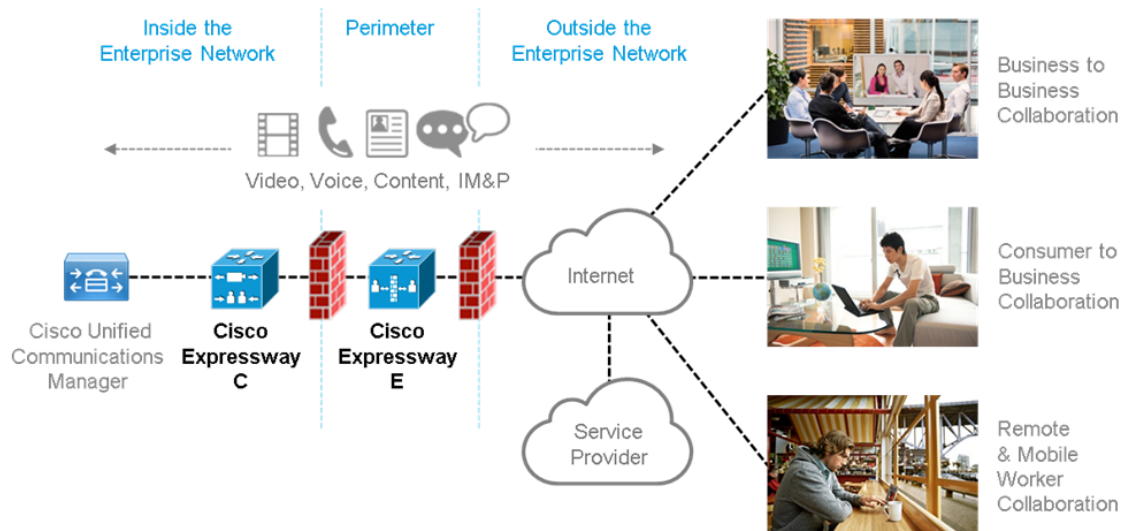 Inside the
Enterprise Network
Perimeter
Outside the
Enterprise Network
Video, Voice, Content, IM&P
Business to
Business
Collaboration
Internet
Consumer to
Business
Collaboration
Cisco Unified
Communications
Manager
Cisco
Expressway
C
Cisco
Expressway
E
Service
Provider
Remote
& Mobile
Worker
Collaboration